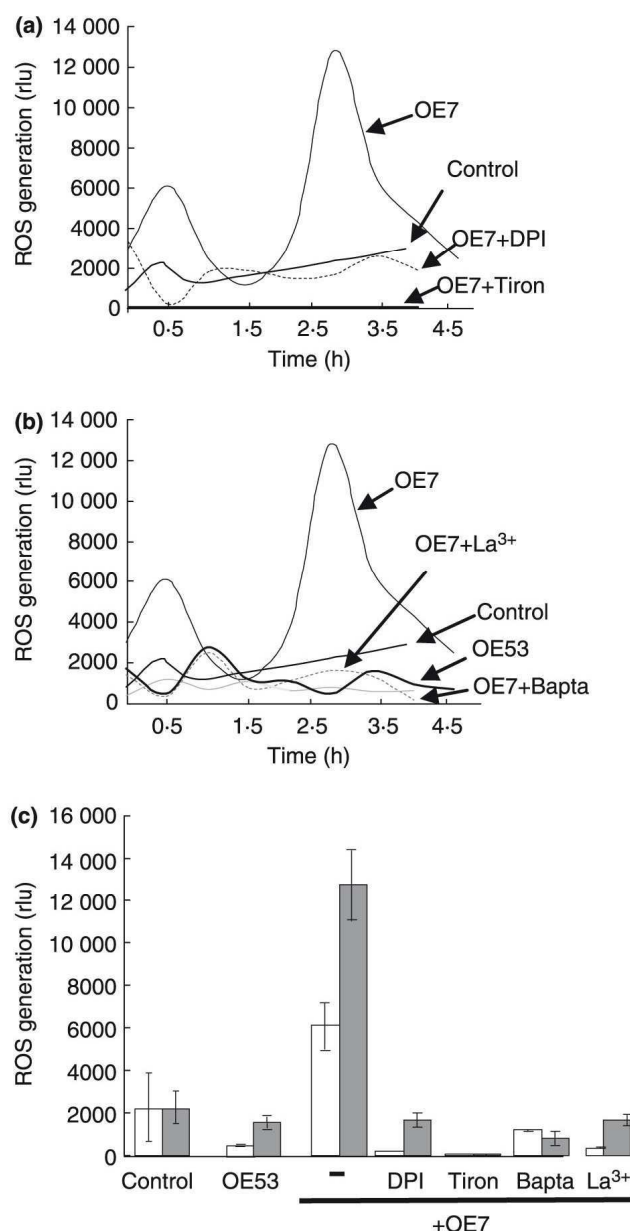 (a)
14 000
12 000
10 000
8000
6000
4000
2000
0
ROS generation (rlu)
OE7
Control
OE7+DPI
OE7+Tiron
0·5 1·5 2·5 3·5 4·5
Time (h)
(b)
14 000
12 000
10 000
8000
6000
4000
2000
0
ROS generation (rlu)
OE7
OE7+La³⁺
Control
OE53
OE7+Bapta
0·5 1·5 2·5 3·5 4·5
Time (h)
(c)
16 000
14 000
12 000
10 000
8000
6000
4000
2000
0
ROS generation (rlu)
Control OE53 – DPI Tiron Bapta La³⁺
+OE7